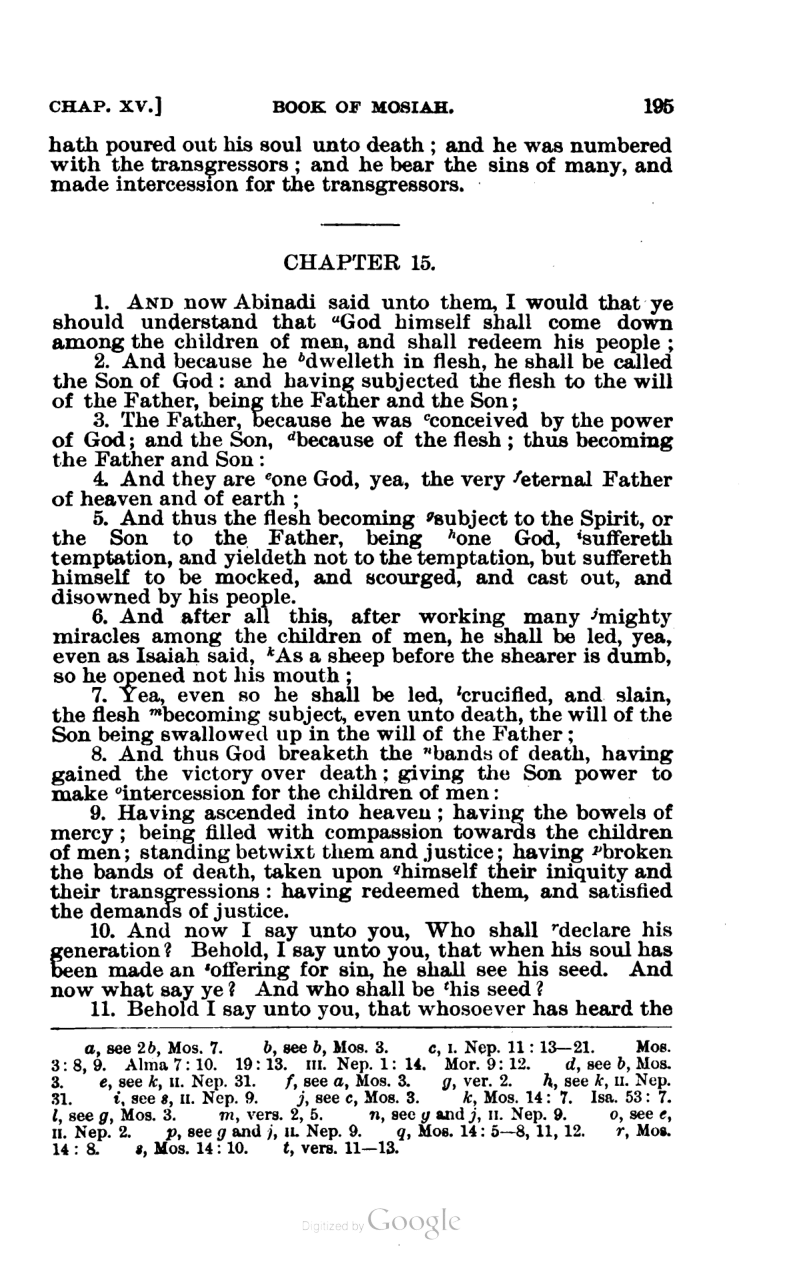 CHAP. XV.] BOOK OF MOSIAH. 195
hath poured out his soul unto death ; and he was numbered
with the transgressors ; and he bear the sins of many, and
made intercession for the transgressors.
CHAPTER 15.
1. AND now Abinadi said unto them, I would that ye
should understand that aGod himself shall come down
among the children of men, and shall redeem his people ;
2. And because he bdwelleth in flesh, he shall be called
the Son of God : and having subjected the flesh to the will
of the Father, being the Father and the Son;
3. The Father, because he was cconceived by the power
of God; and the Son, dbecause of the flesh ; thus becoming
the Father and Son :
4. And they are eone God, yea, the very feternal Father
of heaven and of earth ;
5. And thus the flesh becoming gsubject to the Spirit, or
the Son to the Father, being hone God, isuffereth
temptation, and yieldeth not to the temptation, but suffereth
himself to be mocked, and scourged, and cast out, and
disowned by his people.
6. And after all this, after working many jmighty
miracles among the children of men, he shall be led, yea,
even as Isaiah said, kAs a sheep before the shearer is dumb,
so he opened not his mouth ;
7. Yea, even so he shall be led, lcrucified, and slain,
the flesh mbecoming subject, even unto death, the will of the
Son being swallowed up in the will of the Father ;
8. And thus God breaketh the nbands of death, having
gained the victory over death ; giving the Son power to
make ointercession for the children of men :
9. Having ascended into heaven ; having the bowels of
mercy ; being filled with compassion towards the children
of men; standing betwixt them and justice; having pbroken
the bands of death, taken upon qhimself their iniquity and
their transgressions : having redeemed them, and satisfied
the demands of justice.
10. And now I say unto you, Who shall rdeclare his
generation? Behold, I say unto you, that when his soul has
been made an soffering for sin, he shall see his seed. And
now what say ye? And who shall be this seed?
11. Behold I say unto you, that whosoever has heard the
a, see 2b, Mos. 7. b, see b, Mos. 3. c, I. Nep. 11 : 13—21. Mos.
3 : 8, 9. Alma 7 : 10. 19 : 13. III. Nep. 1 : 14. Mor. 9 : 12. d, see b, Mos.
3. e, see k, II. Nep. 31. f, see a, Mos. 3. g, ver. 2. h, see k, II. Nep.
31. i, see s, II. Nep. 9. j, see c, Mos. 3. k, Mos. 14 : 7. Isa. 53 : 7.
l, see g, Mos. 3. m, vers. 2, 5. n, see g and j, II. Nep. 9. o, see e,
II. Nep. 2. p, see g and j, II. Nep. 9. q, Mos. 14 : 5—8, 11, 12. r, Mos.
14 : 8. s, Mos. 14 : 10. t, vers. 11—13.
Digitized by Google